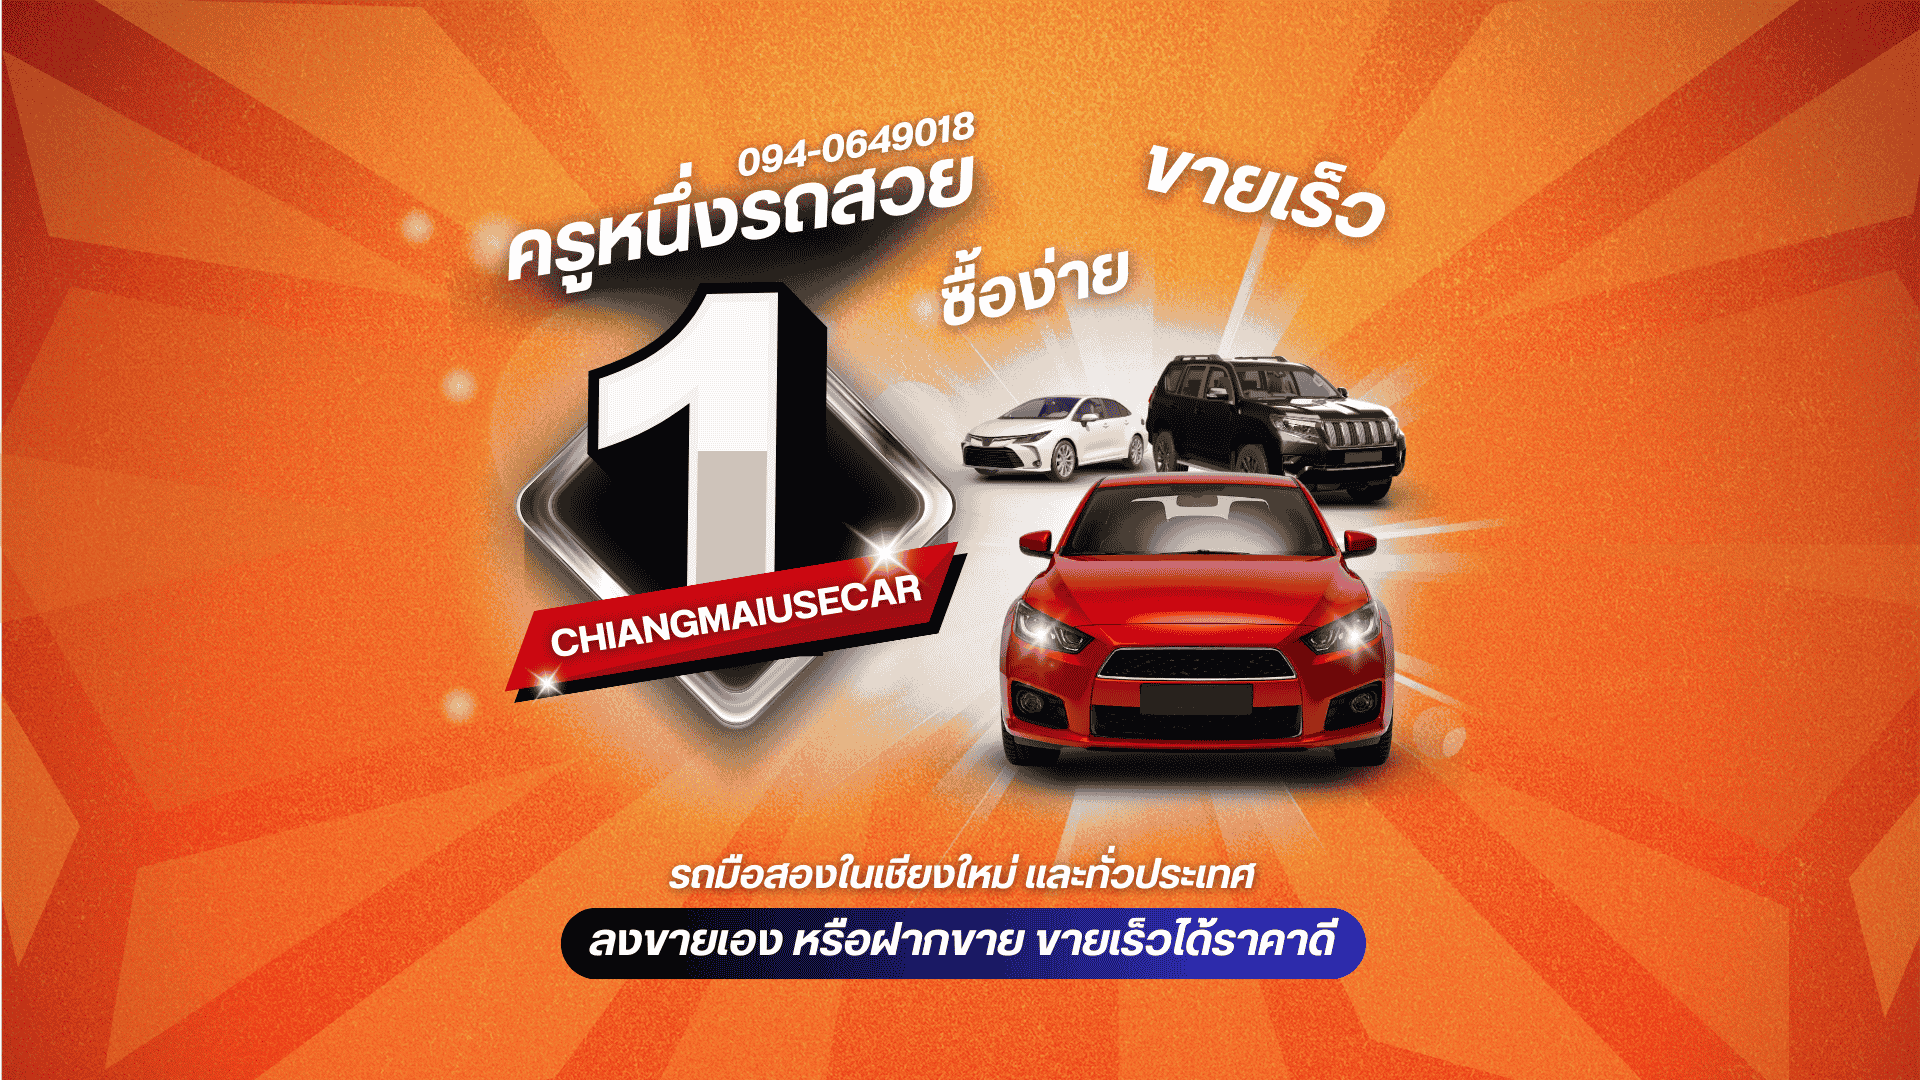 094-0649018
ครูหนึ่งรถสวย
ขายเร็ว
ซื้อง่าย
1
CHIANGMAIUSECAR
รถมือสองในเชียงใหม่ และทั่วประเทศ
ลงขายเอง หรือฝากขาย ขายเร็วได้ราคาดี